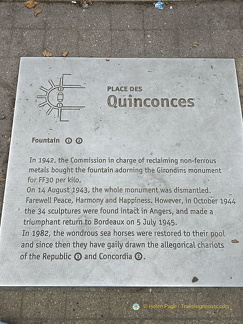 PLACE DES
Quinconces
Fountain
In 1942, the Commission in charge of reclaiming non-ferrous
metals bought the fountain adorning the Girondins monument
for FF30 per kilo.
On 14 August 1943, the whole monument was dismantled.
Farewell Peace, Harmony and Happiness. However, in October 1944
the 34 sculptures were found intact in Angers, and made a
triumphant return to Bordeaux on 5 July 1945.
In 1982, the wondrous sea horses were restored to their pool
and since then they have gaily drawn the allegorical chariots
of the Republic and Concordia .
© Helen Page / Travelsignposts.com